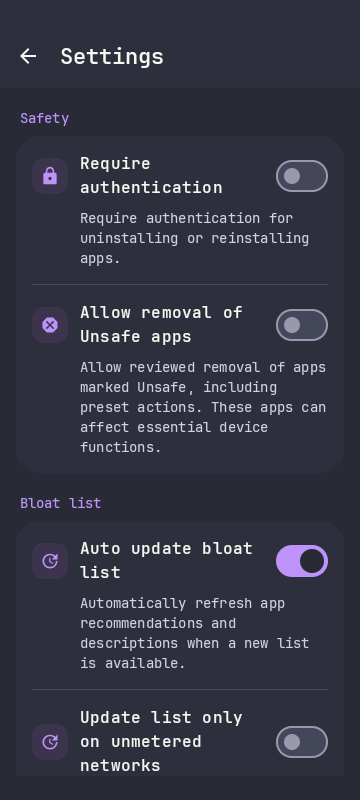 Settings
Safety
Require
authentication
Require authentication for
uninstalling or reinstalling
apps.
Allow removal of
Unsafe apps
Allow reviewed removal of apps
marked Unsafe, including
preset actions. These apps can
affect essential device
functions.
Bloat list
Auto update bloat
list
Automatically refresh app
recommendations and
descriptions when a new list
is available.
Update list only
on unmetered
networks